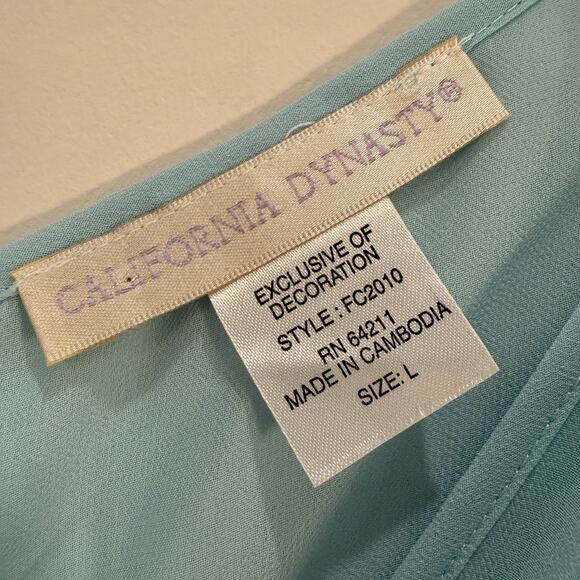 CALIFORNIA DYNASTY®
EXCLUSIVE OF
DECORATION
STYLE : FC2010
RN 64211
MADE IN CAMBODIA
SIZE: L